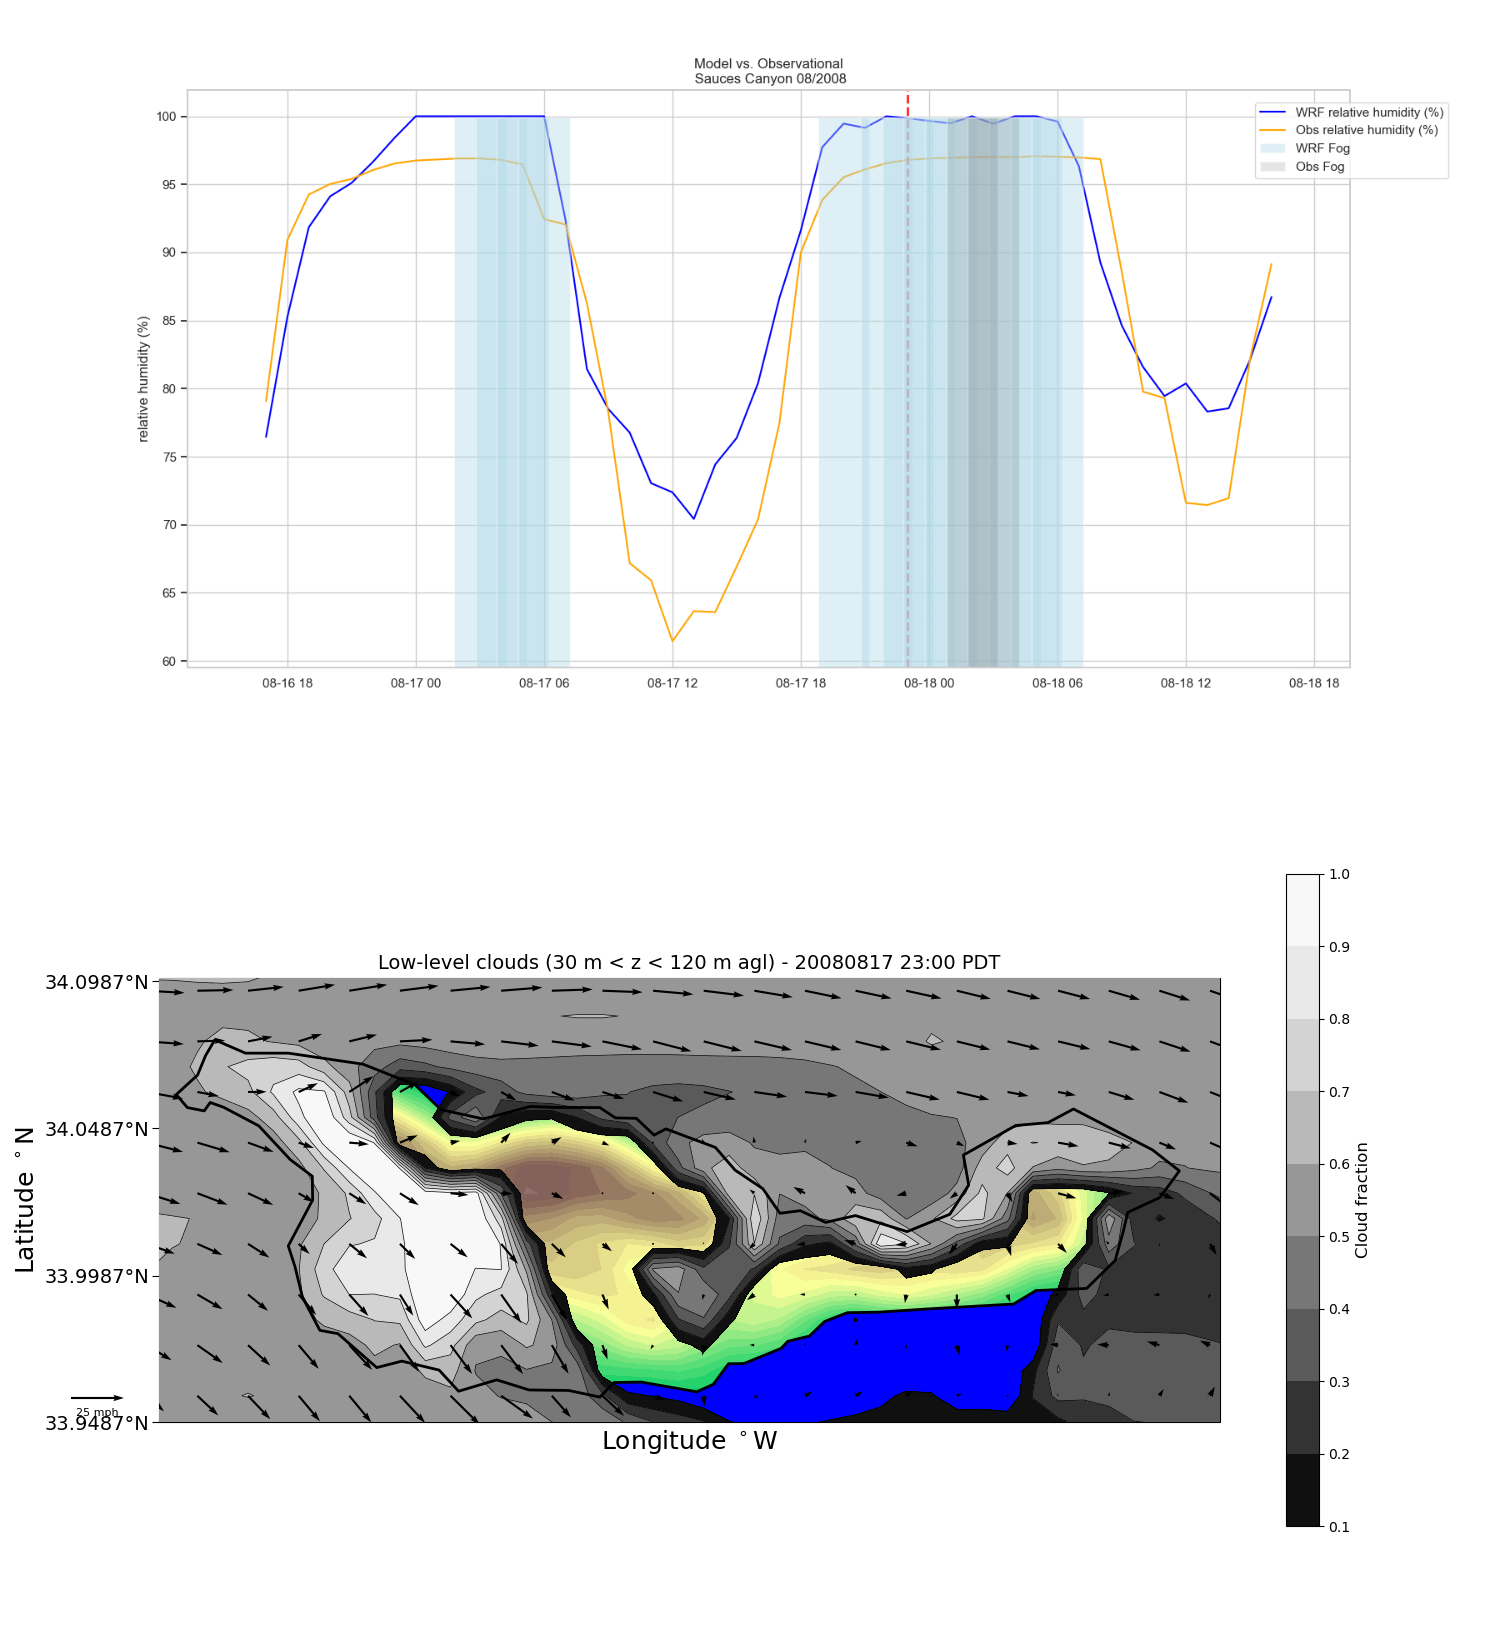 Model vs. Observational
Sauces Canyon 08/2008
WRF relative humidity (%)
Obs relative humidity (%)
WRF Fog
Obs Fog
relative humidity (%)
100
95
90
85
80
75
70
65
60
08-16 18
08-17 00
08-17 06
08-17 12
08-17 18
08-18 00
08-18 06
08-18 12
08-18 18
Low-level clouds (30 m < z < 120 m agl) - 20080817 23:00 PDT
34.0987°N
34.0487°N
33.9987°N
33.9487°N
Latitude °N
25 mph
Longitude °W
1.0
0.9
0.8
0.7
0.6
0.5
0.4
0.3
0.2
0.1
Cloud fraction